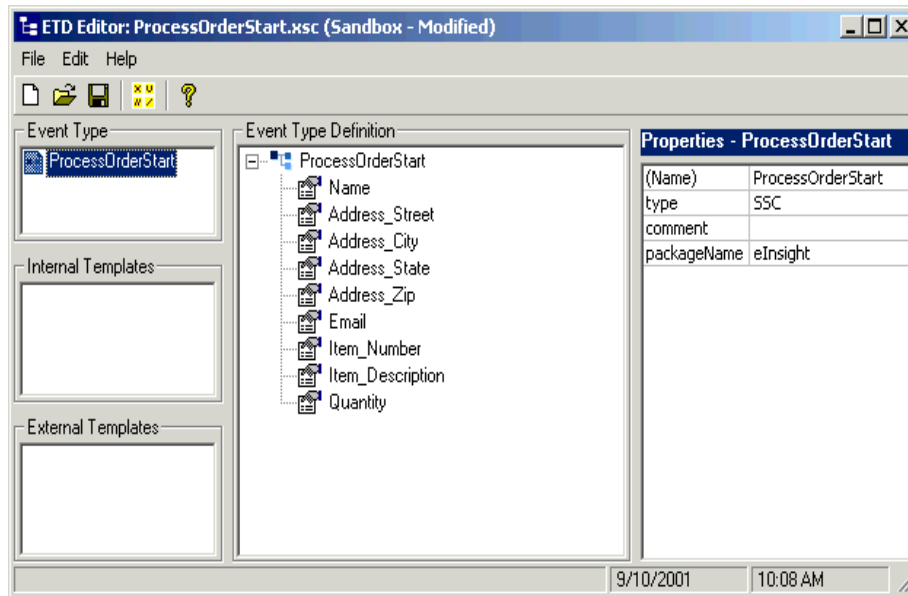 ETD Editor: ProcessOrderStart.xsc (Sandbox - Modified)
File Edit Help
Event Type
ProcessOrderStart
Internal Templates
External Templates
Event Type Definition
ProcessOrderStart
Name
Address_Street
Address_City
Address_State
Address_Zip
Email
Item_Number
Item_Description
Quantity
Properties - ProcessOrderStart
(Name) ProcessOrderStart
type SSC
comment
packageName eInsight
9/10/2001 10:08 AM